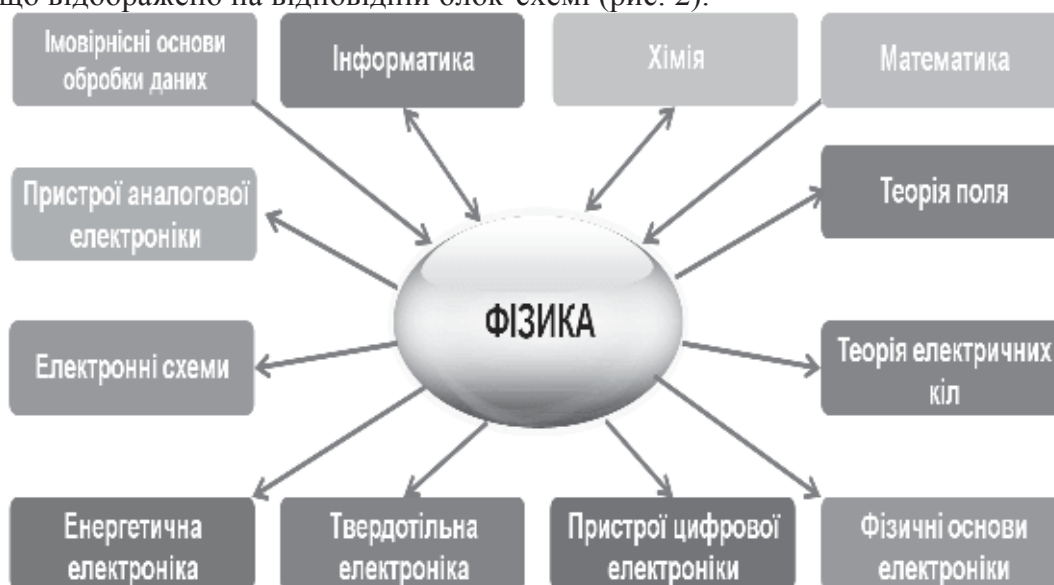 що відображено на відповідній блок-схемі (рис. 2).
Імовірнісні основи
обробки даних
Інформатика
Хімія
Математика
Пристрої аналогової
електроніки
Теорія поля
ФІЗИКА
Електронні схеми
Теорія електричних
кіл
Енергетична
електроніка
Твердотільна
електроніка
Пристрої цифрової
електроніки
Фізичні основи
електроніки